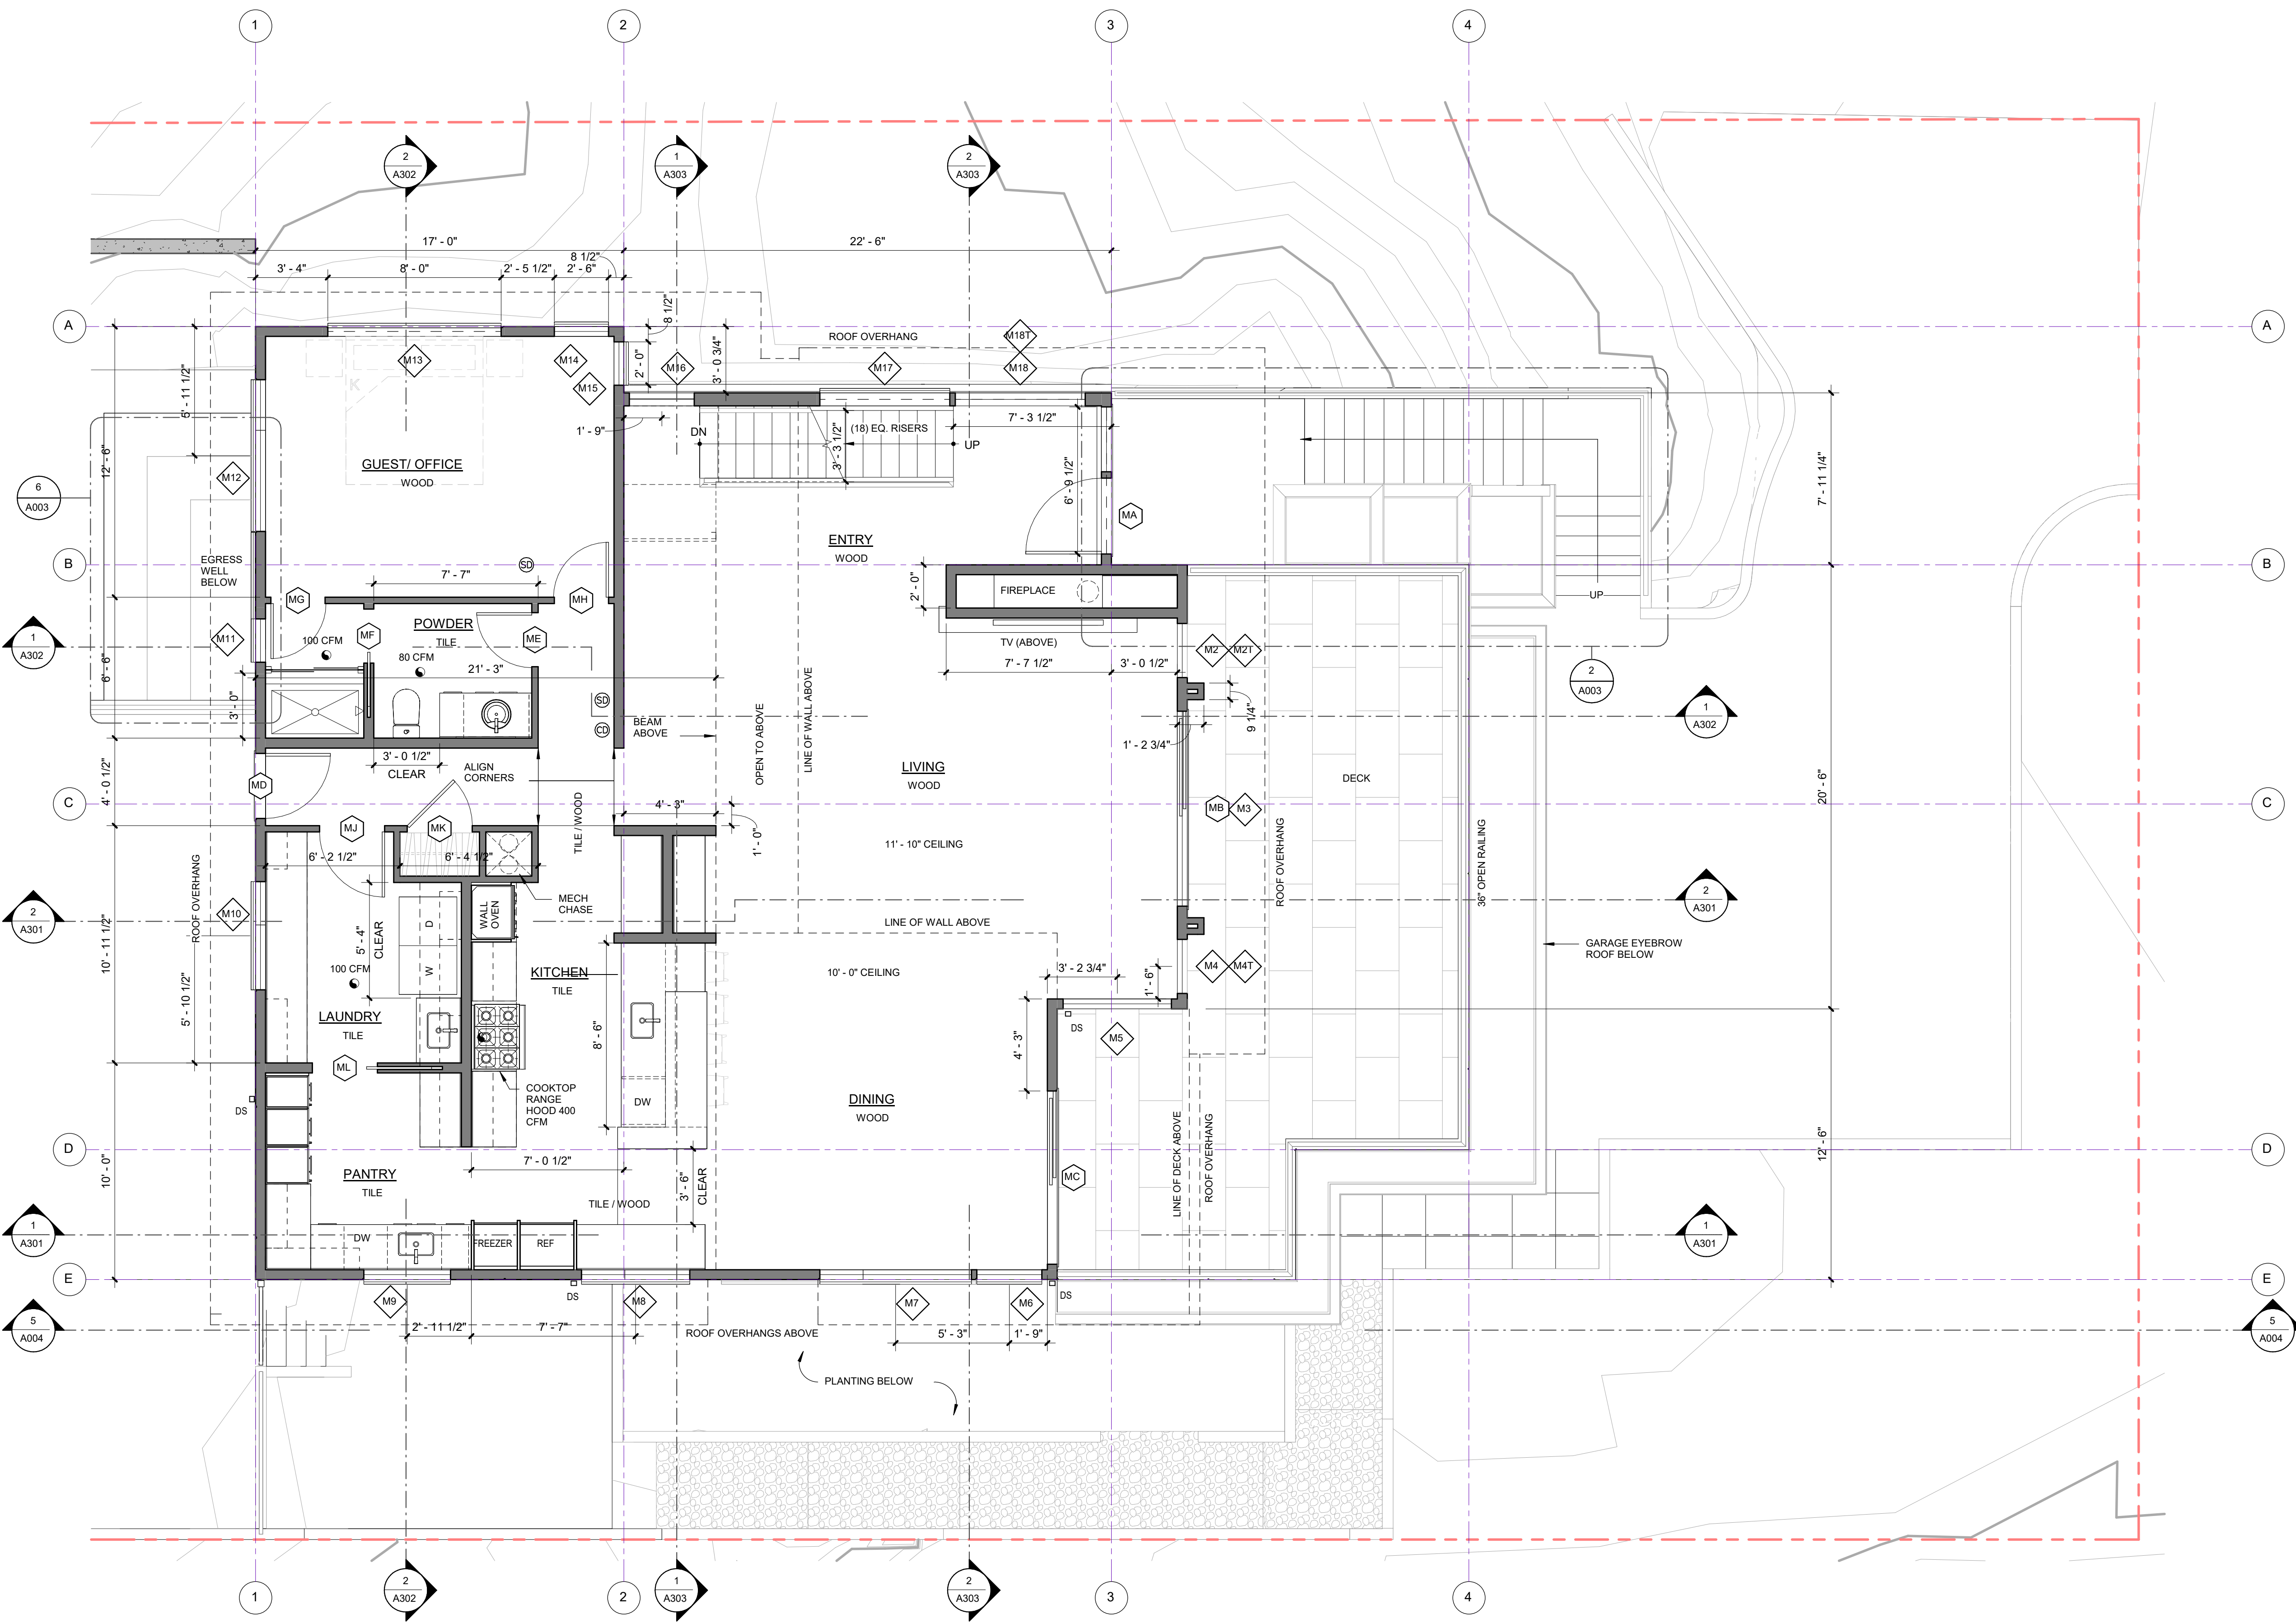 1
2
3
4
2
A302
1
A303
2
A303
17' - 0"
22' - 6"
8 1/2"
3' - 4"
8' - 0"
2' - 5 1/2"
2' - 6"
8 1/2"
A
A
ROOF OVERHANG
M18T
M13
M14
M15
M16
M17
M18
2' - 0"
3' - 0 3/4"
5' - 11 1/2"
12' - 6"
K
1' - 9"
DN
(18) EQ. RISERS
UP
3' - 3 1/2"
7' - 3 1/2"
6' - 9 1/2"
7' - 11 1/4"
GUEST/ OFFICE
WOOD
M12
6
A003
MA
ENTRY
WOOD
EGRESS
WELL
BELOW
B
B
SD
7' - 7"
2' - 0"
FIREPLACE
UP
MG
MH
MF
ME
POWDER
TILE
M11
100 CFM
80 CFM
1
A302
6' - 6"
TV (ABOVE)
M2
M2T
7' - 7 1/2"
3' - 0 1/2"
21' - 3"
3' - 0"
SD
CD
2
A003
BEAM
ABOVE
OPEN TO ABOVE
LINE OF WALL ABOVE
9 1/4"
1' - 2 3/4"
1
A302
3' - 0 1/2"
CLEAR
ALIGN
CORNERS
LIVING
WOOD
DECK
MD
4' - 0 1/2"
C
C
20' - 6"
4' - 3"
1' - 0"
TILE / WOOD
MB
M3
MJ
MK
6' - 2 1/2"
6' - 4 1/2"
11' - 10" CEILING
ROOF OVERHANG
ROOF OVERHANG
36" OPEN RAILING
2
A301
M10
MECH
CHASE
WALL
OVEN
D
W
5' - 4"
CLEAR
LINE OF WALL ABOVE
2
A301
GARAGE EYEBROW
ROOF BELOW
10' - 11 1/2"
5' - 10 1/2"
100 CFM
KITCHEN
TILE
10' - 0" CEILING
3' - 2 3/4"
1' - 6"
M4
M4T
LAUNDRY
TILE
8' - 6"
4' - 3"
DS
M5
ML
COOKTOP
RANGE
HOOD 400
CFM
DW
DINING
WOOD
DS
LINE OF DECK ABOVE
ROOF OVERHANG
12' - 6"
D
D
10' - 0"
PANTRY
TILE
7' - 0 1/2"
3' - 6"
CLEAR
MC
TILE / WOOD
1
A301
DW
FREEZER
REF
1
A301
E
E
M9
DS
M8
M7
M6
DS
5
A004
2' - 11 1/2"
7' - 7"
ROOF OVERHANGS ABOVE
5' - 3"
1' - 9"
5
A004
PLANTING BELOW
2
A302
1
A303
2
A303
1
2
3
4